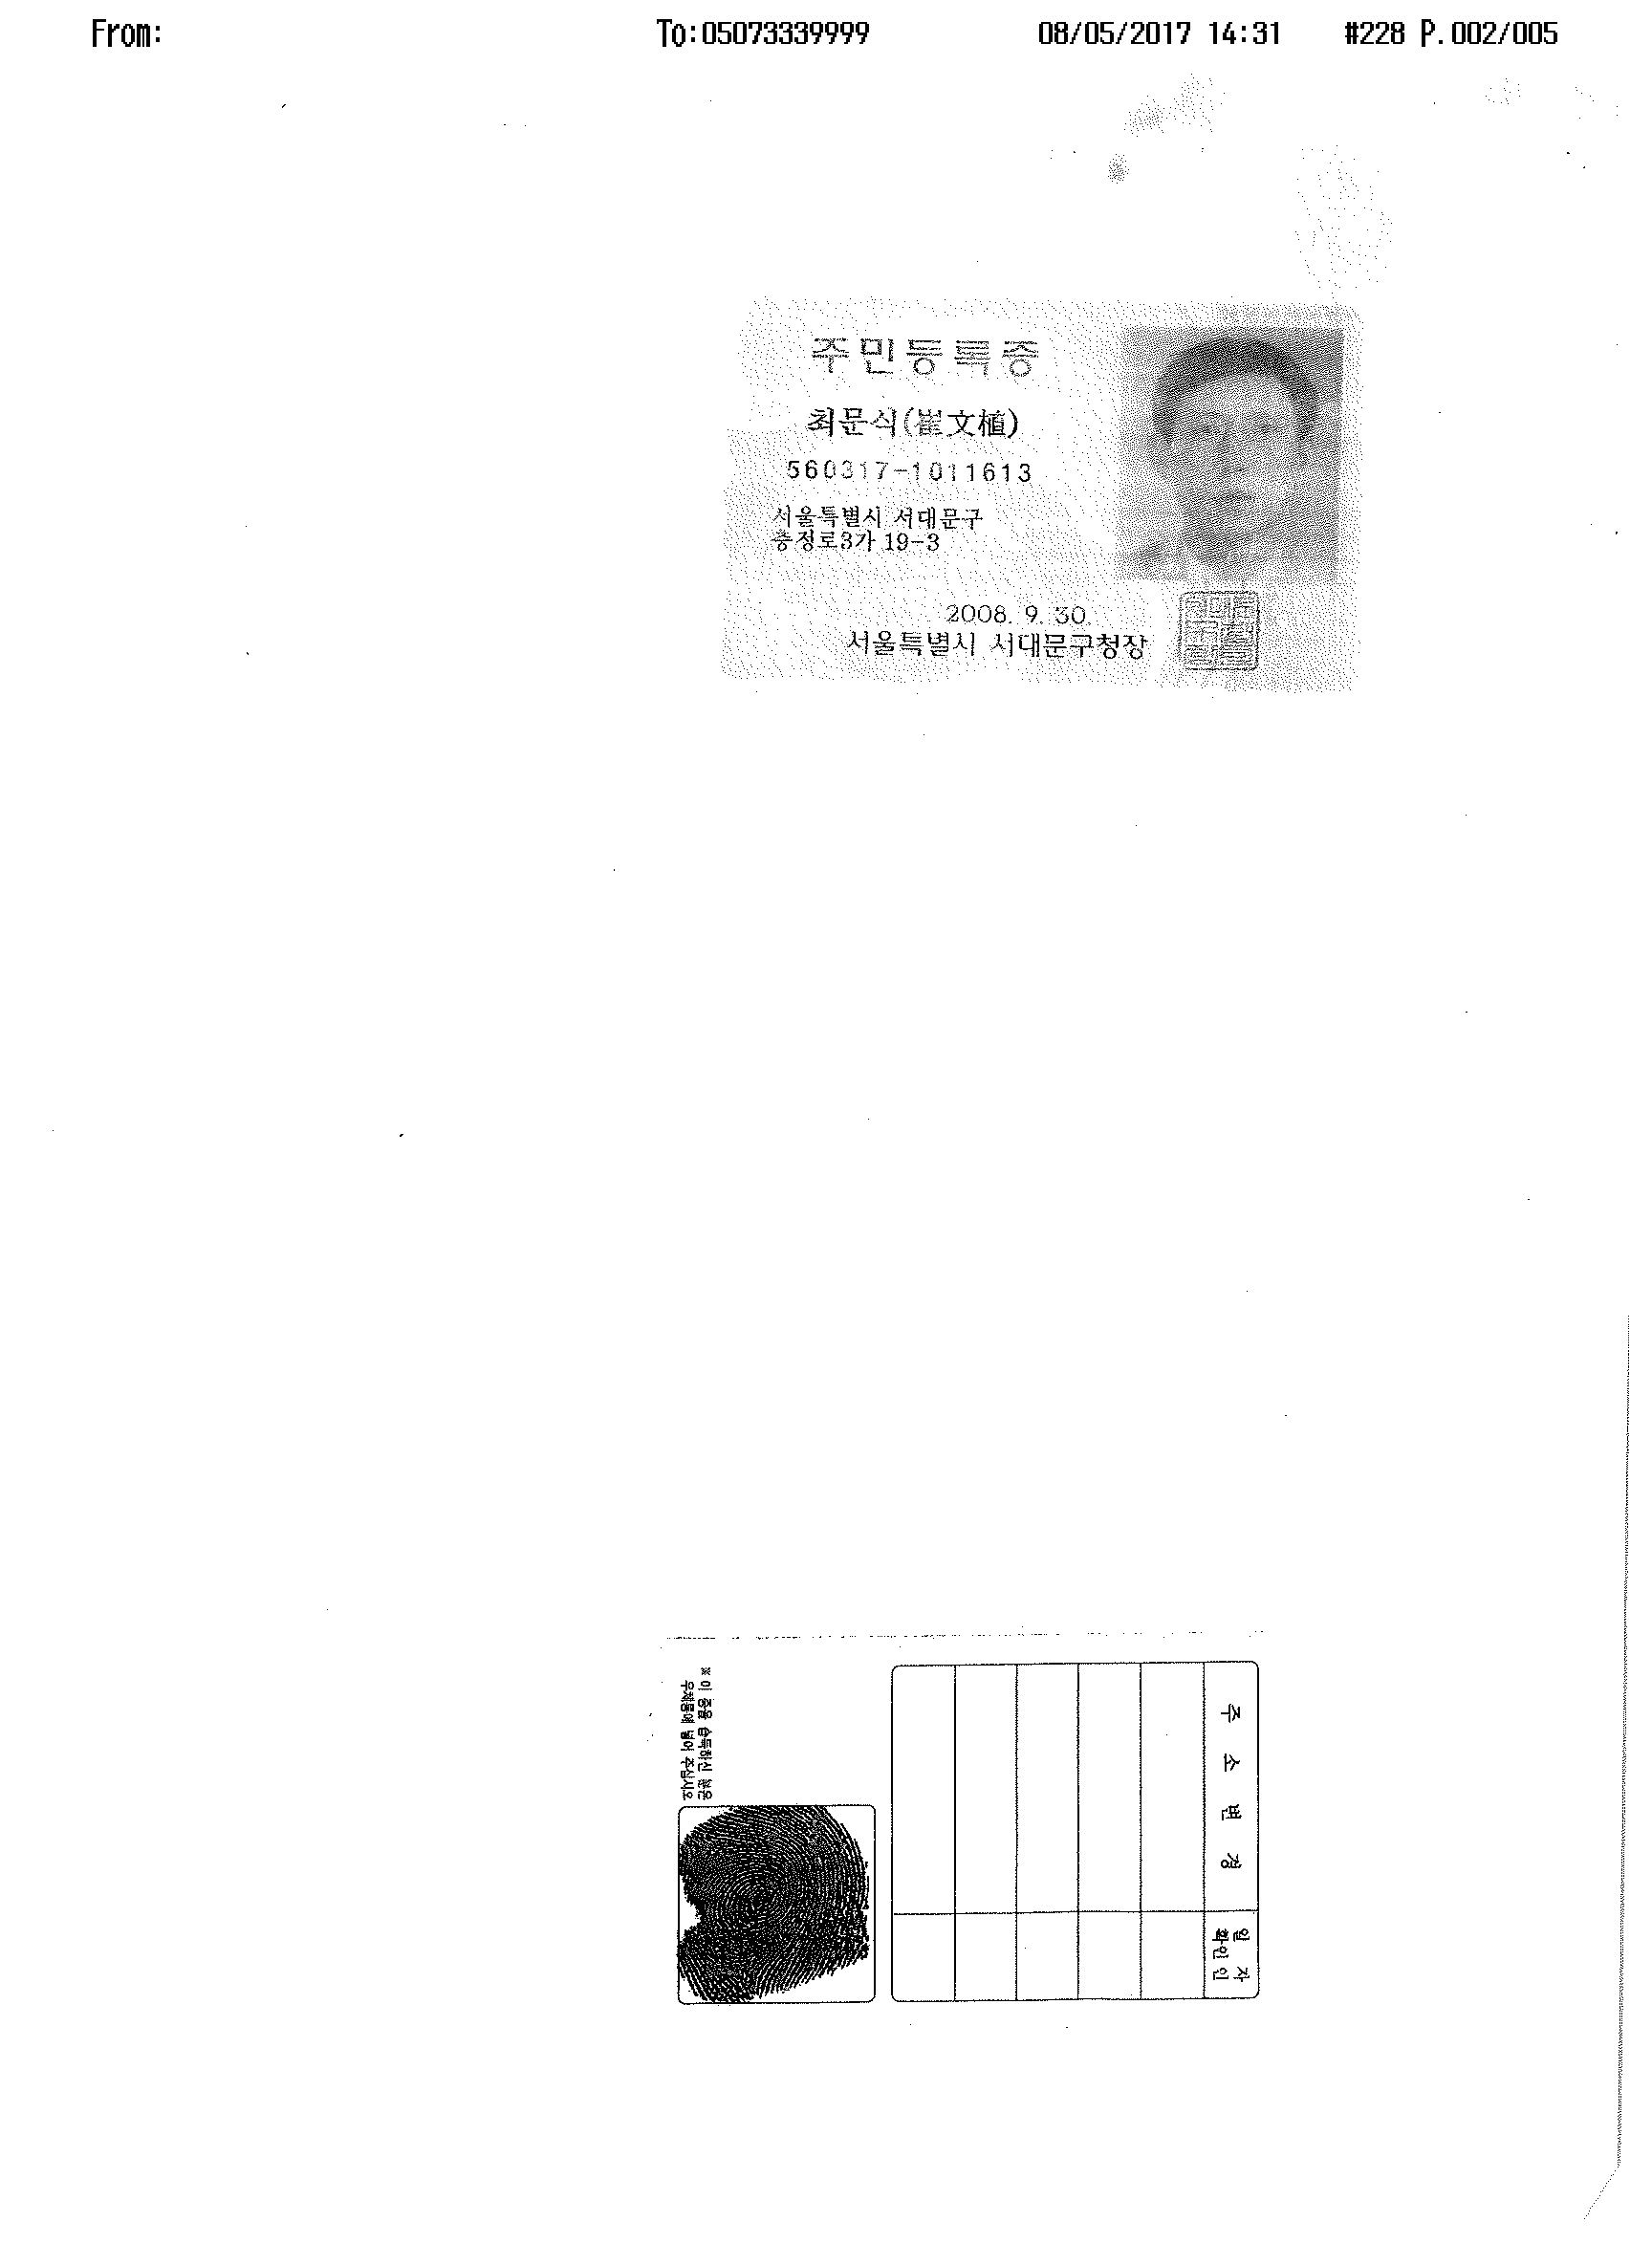 From: To:05073339999 08/05/2017 14:31 #228 P.002/005
주민등록증
최문식(崔文植)
560317-1011613
서울특별시 서대문구
충정로3가 19-3
2008. 9. 30.
서울특별시 서대문구청장
※ 이 증을 습득하신 분은
우체통에 넣어 주십시오
주 소 변 경
일 자
확인인